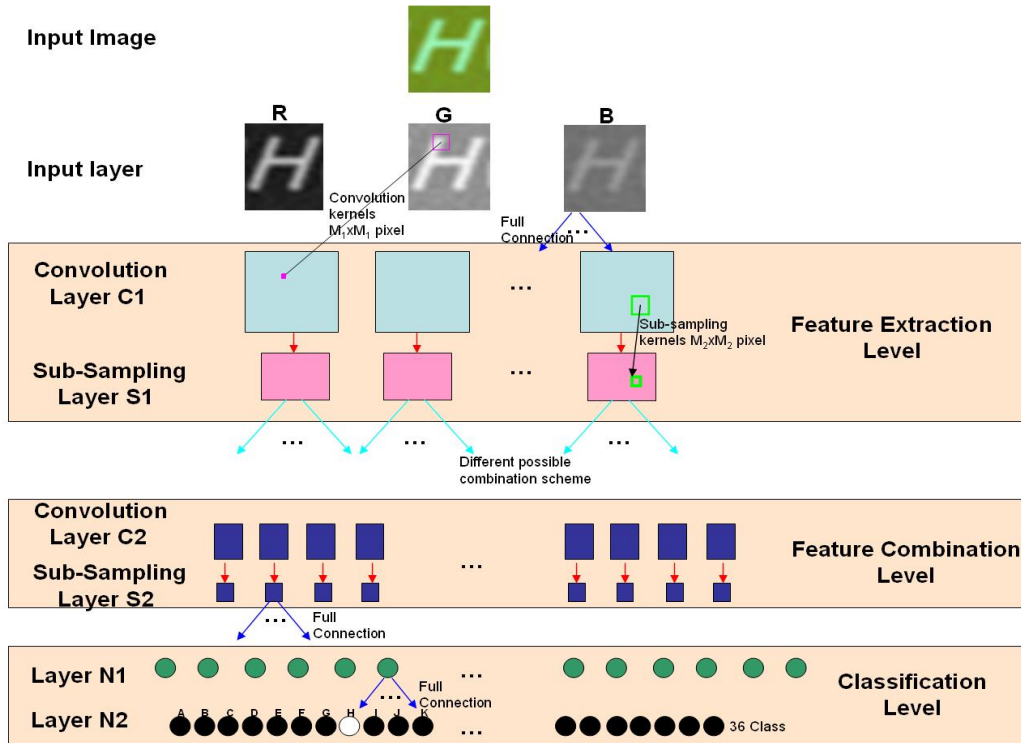 Input Image
R G B
Input layer
Convolution
kernels
M₁xM₁ pixel
Full
Connection
...
Convolution
Layer C1
...
Sub-sampling
kernels M₂xM₂ pixel
Feature Extraction
Level
Sub-Sampling
Layer S1
...
... ... ...
Different possible
combination scheme
Convolution
Layer C2
...
Feature Combination
Level
Sub-Sampling
Layer S2
...
Full
Connection
Layer N1
...
Full
Connection
...
Classification
Level
Layer N2
A B C D E F G H I J K
...
36 Class